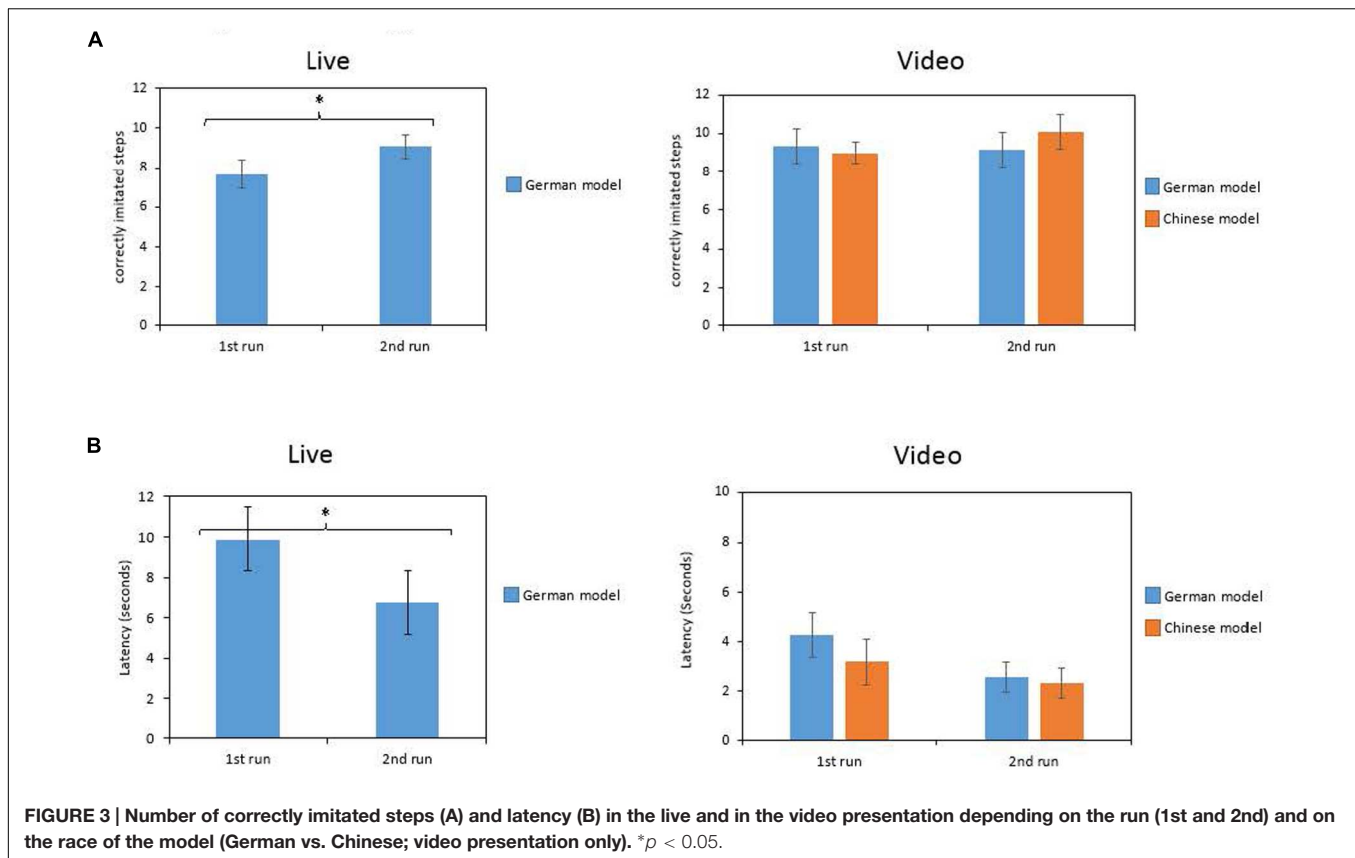 A
Live
Video
12
10
8
6
4
2
0
correctly imitated steps
*
1st run
2nd run
German model
12
10
8
6
4
2
0
correctly imitated steps
1st run
2nd run
German model
Chinese model
B
Live
Video
12
10
8
6
4
2
0
Latency (seconds)
*
1st run
2nd run
German model
10
8
6
4
2
0
Latency (Seconds)
1st run
2nd run
German model
Chinese model
FIGURE 3 | Number of correctly imitated steps (A) and latency (B) in the live and in the video presentation depending on the run (1st and 2nd) and on
the race of the model (German vs. Chinese; video presentation only). *p < 0.05.